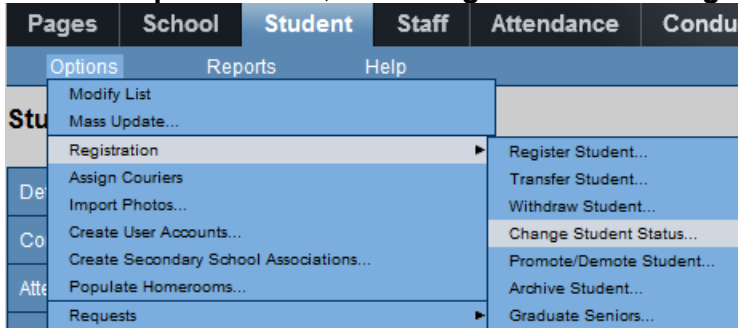 Pages School Student Staff Attendance Condu
Options Reports Help
Stu
Modify List
Mass Update...
Registration
Assign Couriers
Import Photos...
Create User Accounts...
Create Secondary School Associations...
Populate Homerooms...
Requests
Register Student...
Transfer Student...
Withdraw Student...
Change Student Status...
Promote/Demote Student...
Archive Student...
Graduate Seniors...
De
Co
Atte